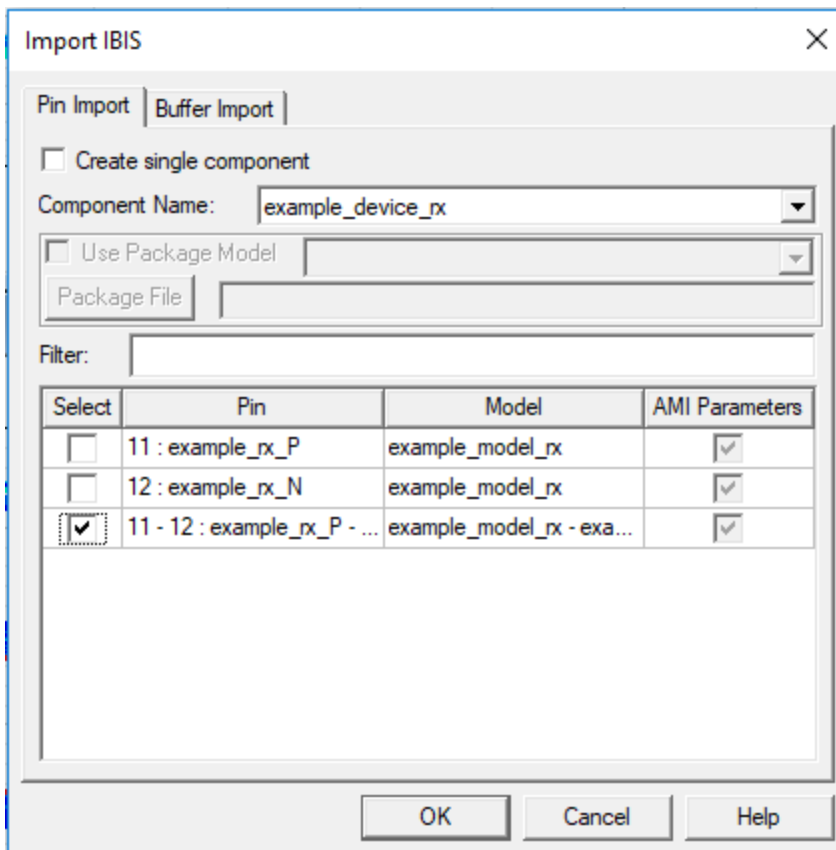 Import IBIS
Pin Import Buffer Import
Create single component
Component Name: example_device_rx
Use Package Model
Package File
Filter:
Select Pin Model AMI Parameters
11 : example_rx_P example_model_rx
12 : example_rx_N example_model_rx
11 - 12 : example_rx_P - ... example_model_rx - exa...
OK Cancel Help